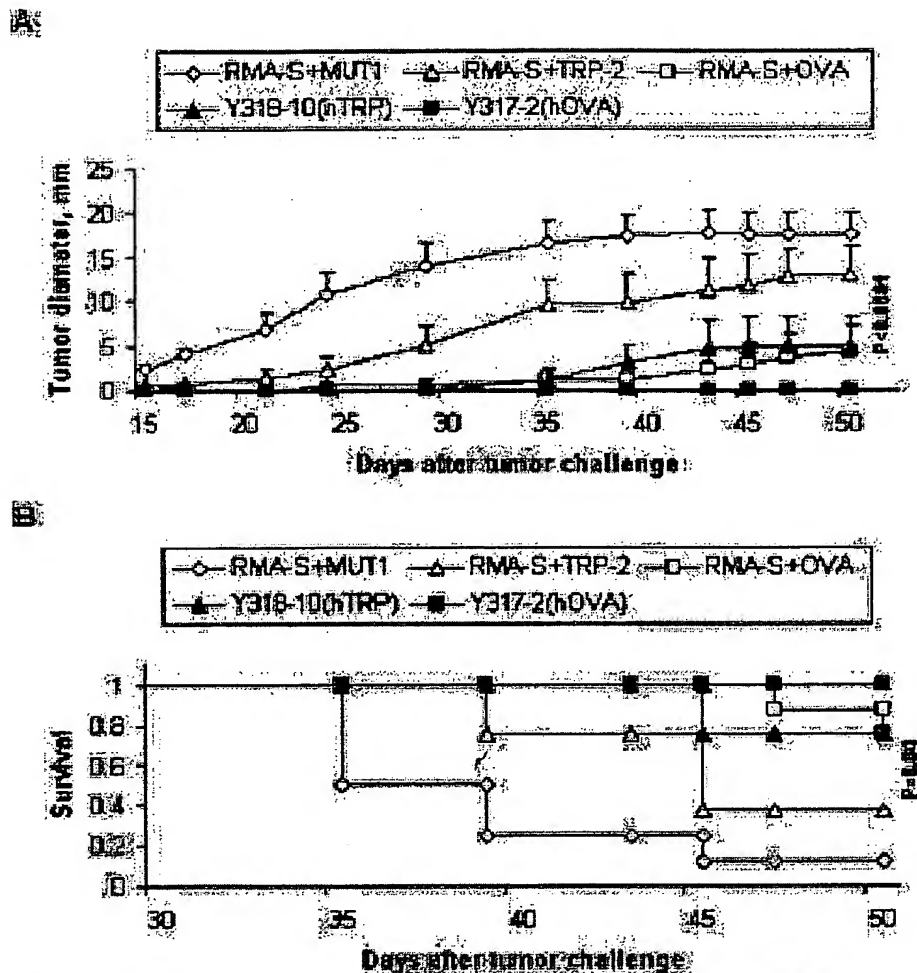 A
RMA-S+MUT1 RMA-S+TRP-2 RMA-S+OVA
Y318-10(hTRP) Y317-2(hOVA)
25
20
15
10
5
0
Tumor diameter, mm
15 20 25 30 35 40 45 50
Days after tumor challenge
P<0.0001
B
RMA-S+MUT1 RMA-S+TRP-2 RMA-S+OVA
Y318-10(hTRP) Y317-2(hOVA)
1
0.8
0.6
0.4
0.2
0
Survival
30 35 40 45 50
Days after tumor challenge